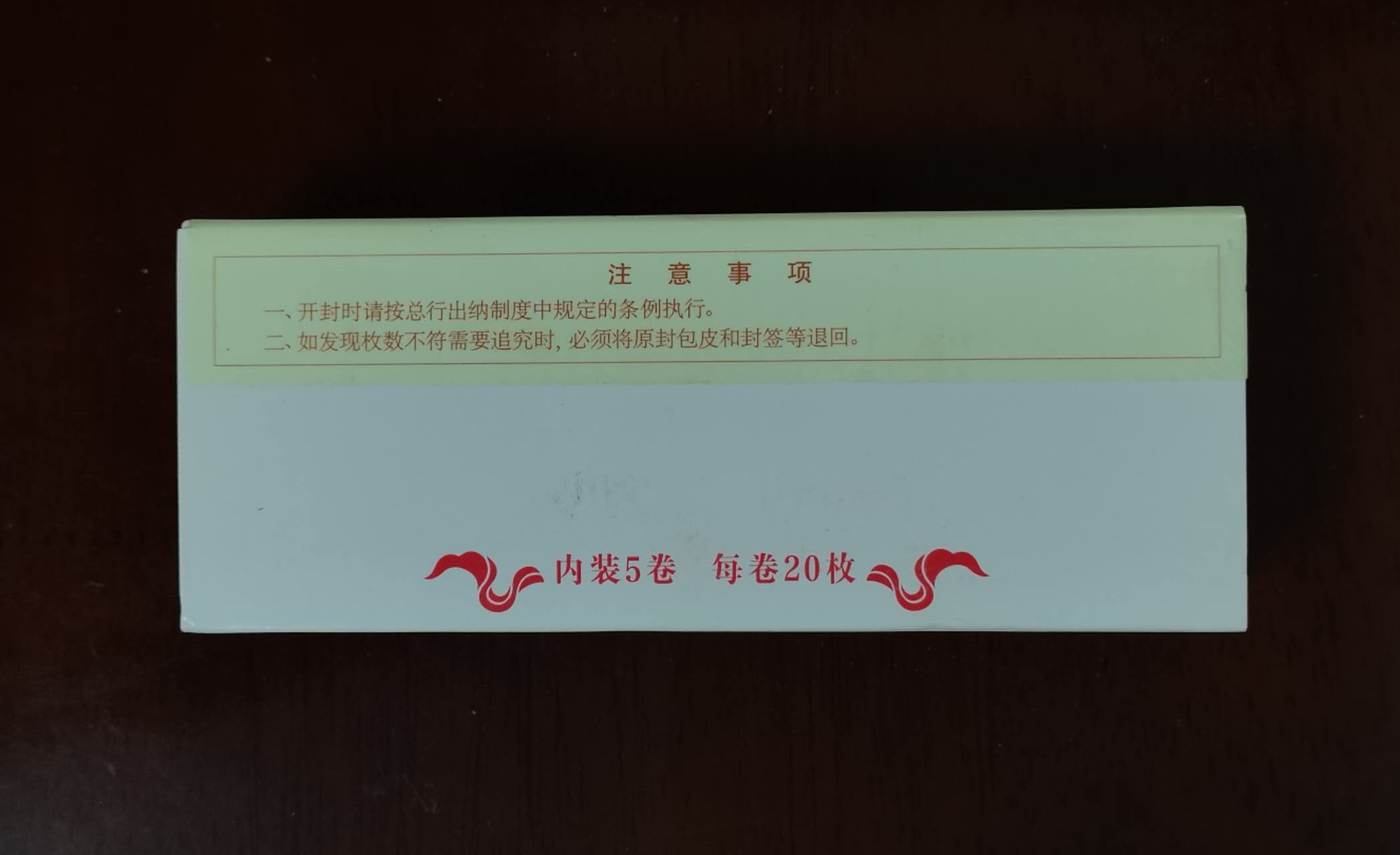 注意事项
一、开封时请按总行出纳制度中规定的条例执行。
二、如发现枚数不符需要追究时，必须将原封包皮和封签等退回。
内装5卷 每卷20枚